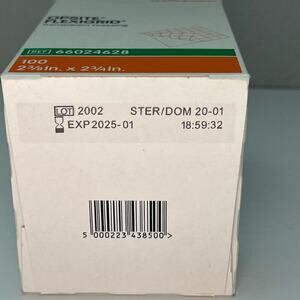 OPSITE®
FLEXIGRID®
REF 66024628
100
2⅜in. x 2¾in.
LOT 2002 STER/DOM 20-01
EXP 2025-01 18:59:32
5 000223 438500>